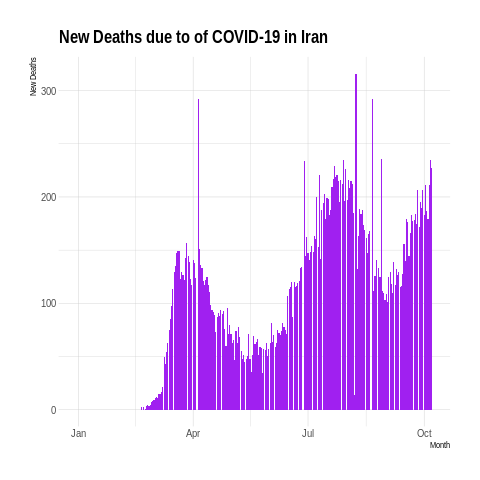 New Deaths due to of COVID-19 in Iran
New Deaths
300
200
100
0
Jan Apr Jul Oct
Month